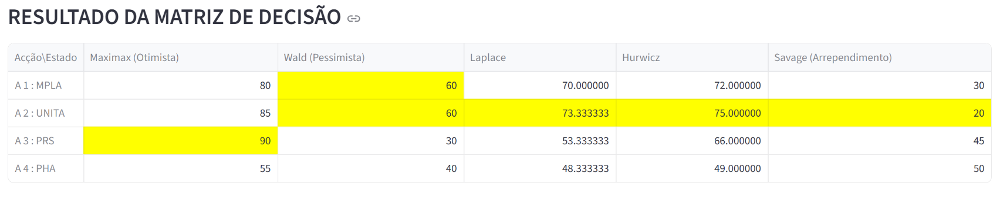 RESULTADO DA MATRIZ DE DECISÃO
Acção\Estado Maximax (Otimista) Wald (Pessimista) Laplace Hurwicz Savage (Arrependimento)
A 1 : MPLA 80 60 70.000000 72.000000 30
A 2 : UNITA 85 60 73.333333 75.000000 20
A 3 : PRS 90 30 53.333333 66.000000 45
A 4 : PHA 55 40 48.333333 49.000000 50